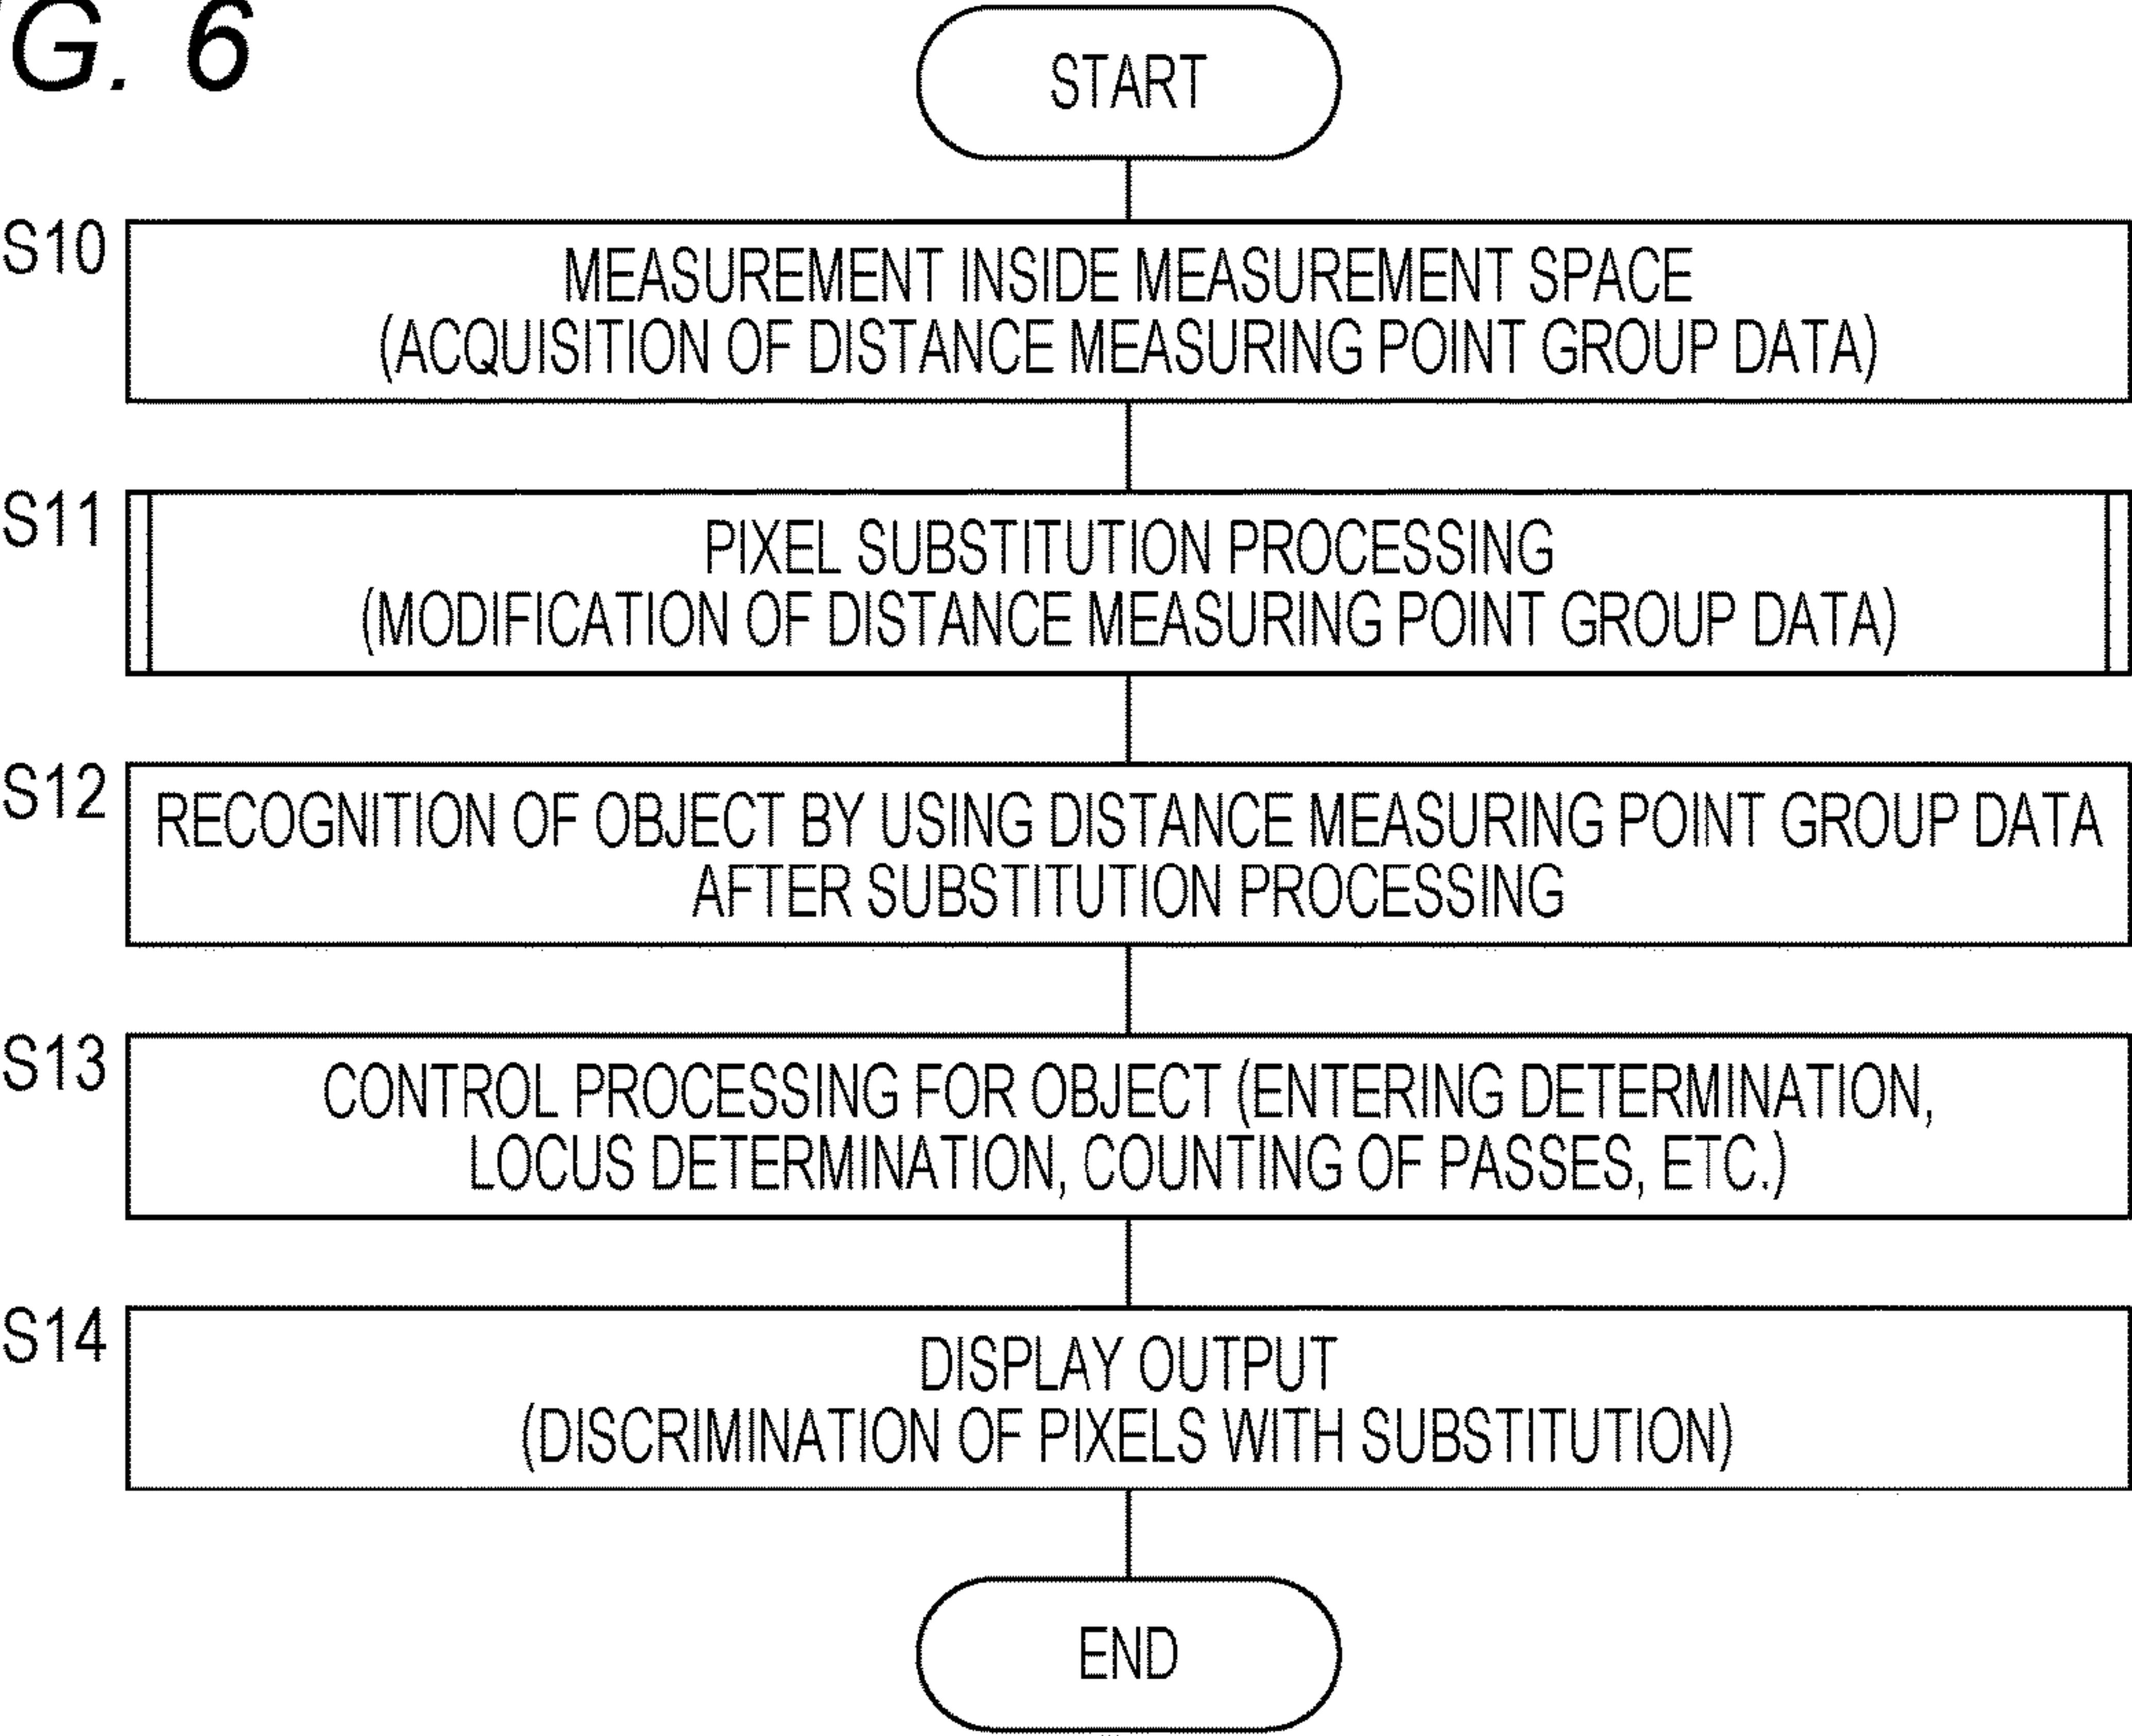 G. 6
START
S10
MEASUREMENT INSIDE MEASUREMENT SPACE
(ACQUISITION OF DISTANCE MEASURING POINT GROUP DATA)
S11
PIXEL SUBSTITUTION PROCESSING
(MODIFICATION OF DISTANCE MEASURING POINT GROUP DATA)
S12
RECOGNITION OF OBJECT BY USING DISTANCE MEASURING POINT GROUP DATA
AFTER SUBSTITUTION PROCESSING
S13
CONTROL PROCESSING FOR OBJECT (ENTERING DETERMINATION,
LOCUS DETERMINATION, COUNTING OF PASSES, ETC.)
S14
DISPLAY OUTPUT
(DISCRIMINATION OF PIXELS WITH SUBSTITUTION)
END